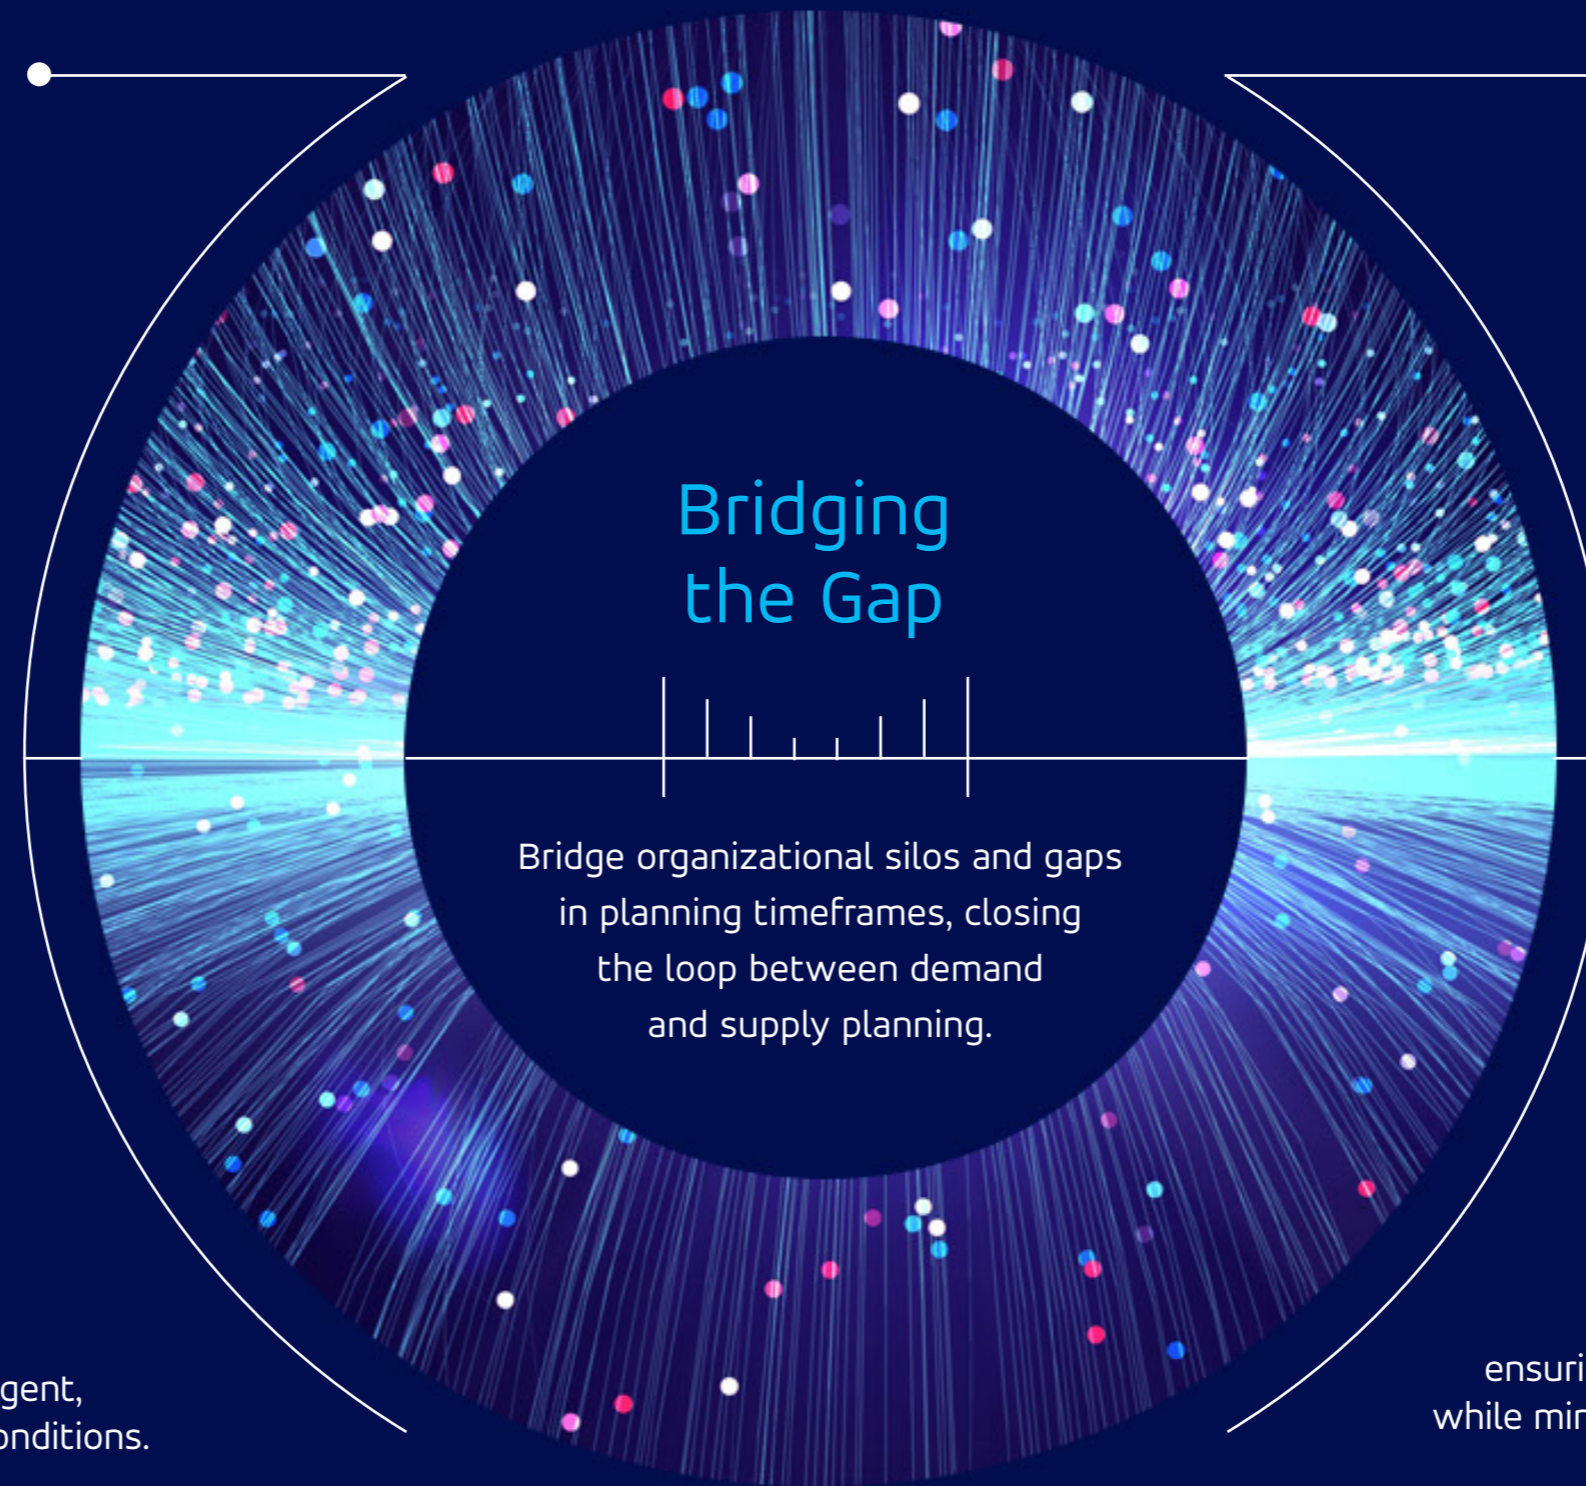 Bridging
the Gap
Bridge organizational silos and gaps
in planning timeframes, closing
the loop between demand
and supply planning.
while